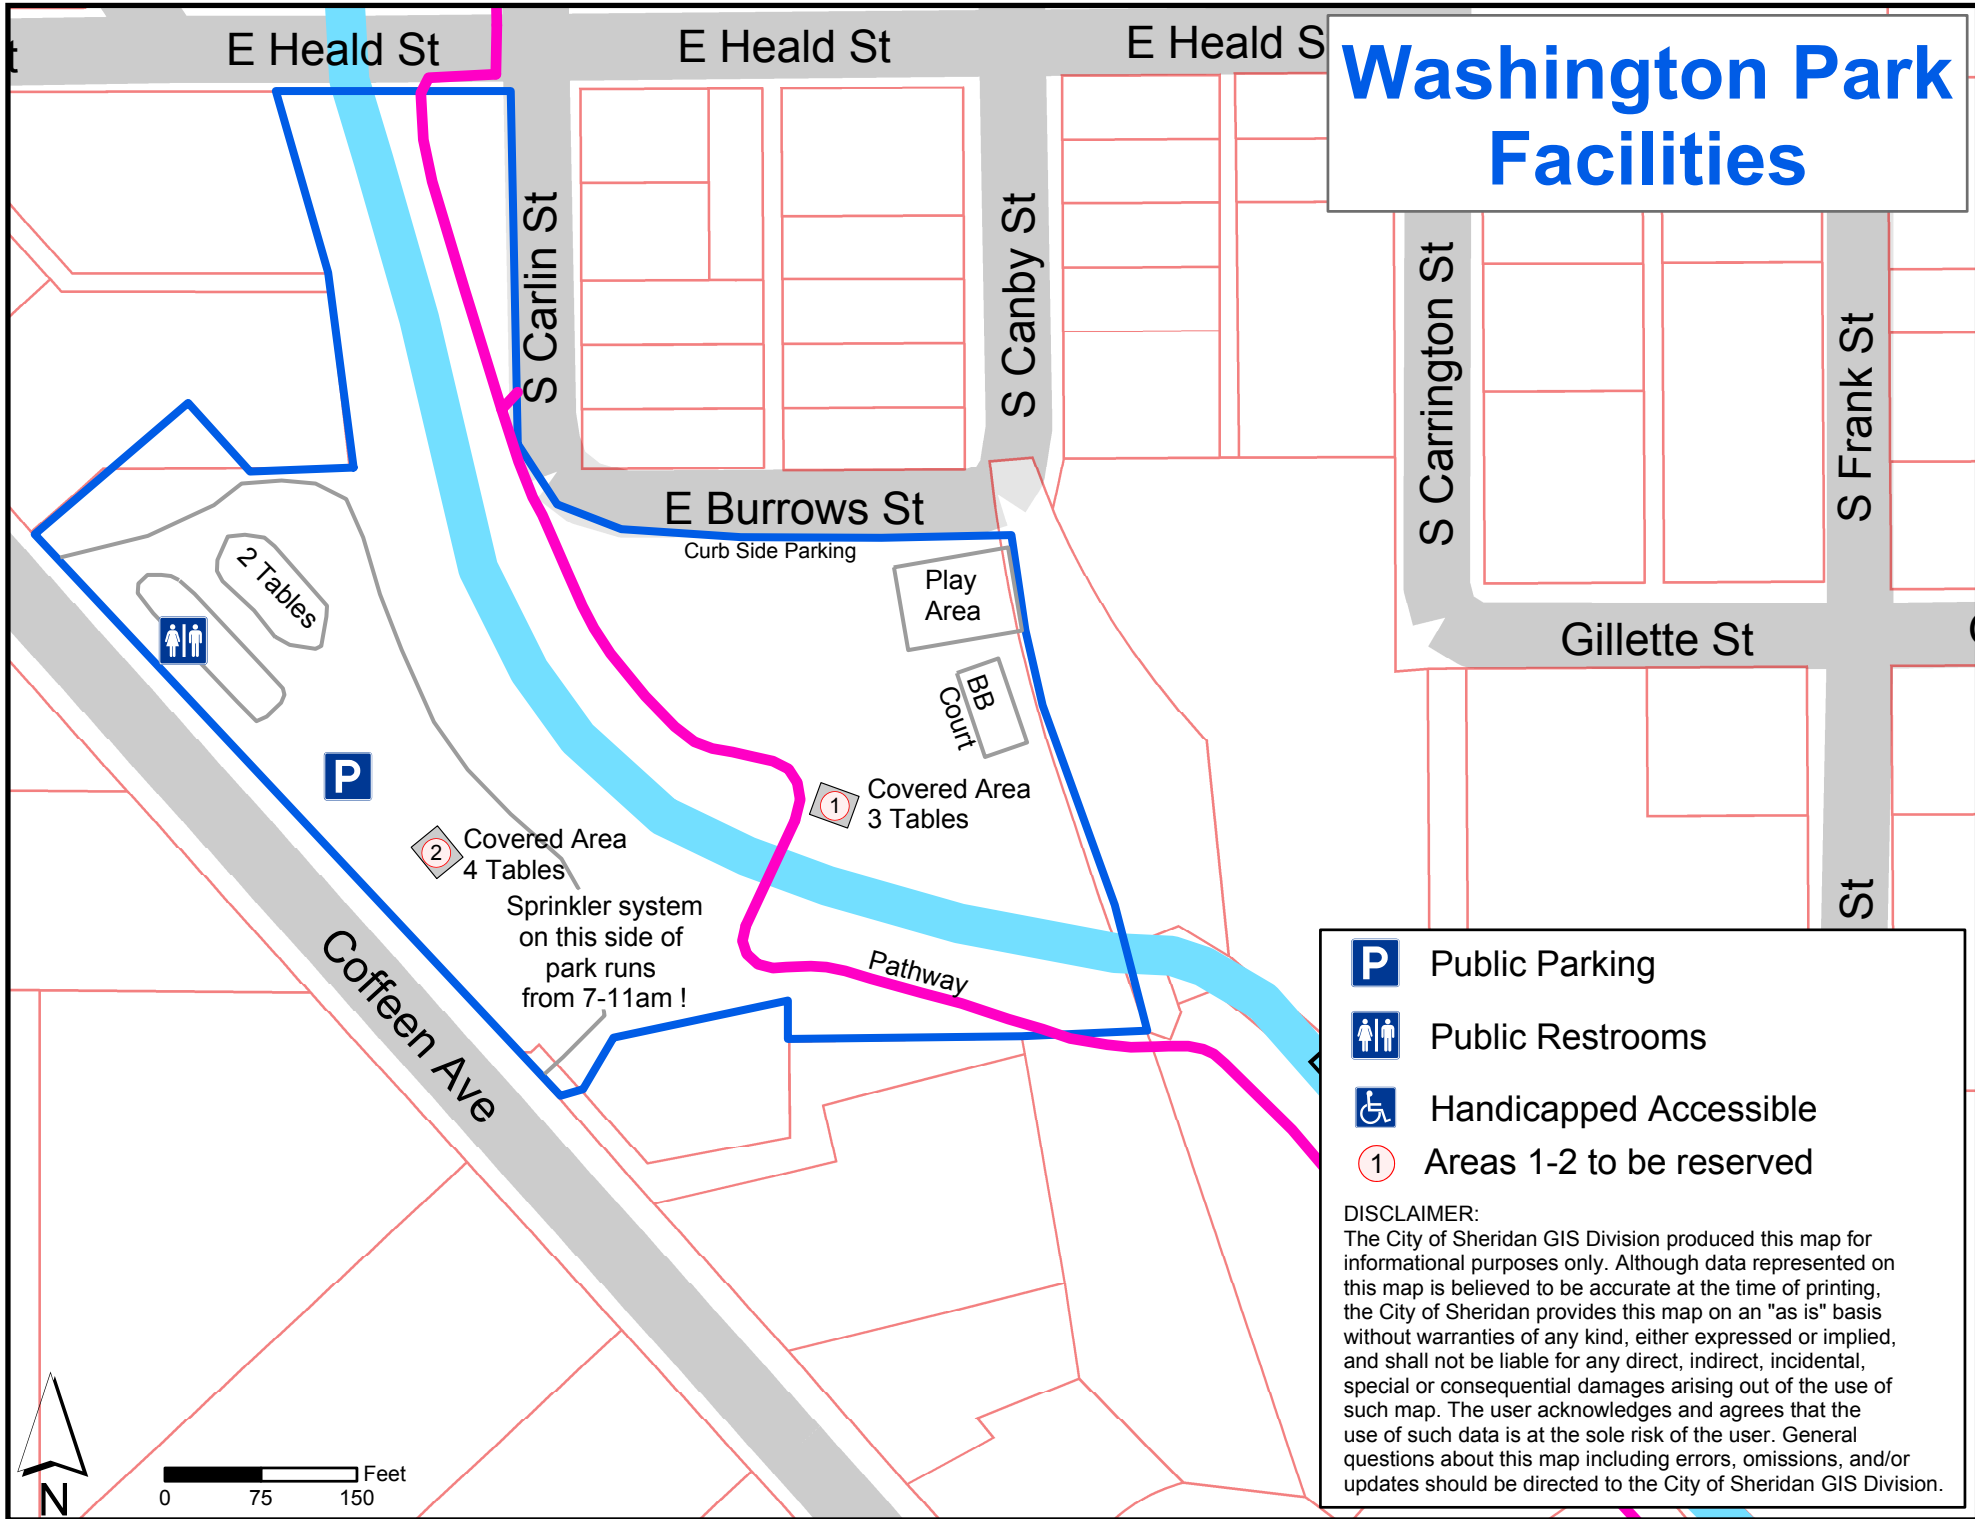 Washington Park
Facilities
t
E Heald St
E Heald St
E Heald S
S Carlin St
S Canby St
S Carrington St
S Frank St
E Burrows St
Curb Side Parking
Play
Area
BB
Court
Gillette St
2 Tables
P
1
Covered Area
3 Tables
2
Covered Area
4 Tables
Sprinkler system
on this side of
park runs
from 7-11am !
Pathway
Coffeen Ave
St
P Public Parking
Public Restrooms
Handicapped Accessible
1 Areas 1-2 to be reserved
DISCLAIMER:
The City of Sheridan GIS Division produced this map for
informational purposes only. Although data represented on
this map is believed to be accurate at the time of printing,
the City of Sheridan provides this map on an "as is" basis
without warranties of any kind, either expressed or implied,
and shall not be liable for any direct, indirect, incidental,
special or consequential damages arising out of the use of
such map. The user acknowledges and agrees that the
use of such data is at the sole risk of the user. General
questions about this map including errors, omissions, and/or
updates should be directed to the City of Sheridan GIS Division.
N
Feet
0 75 150